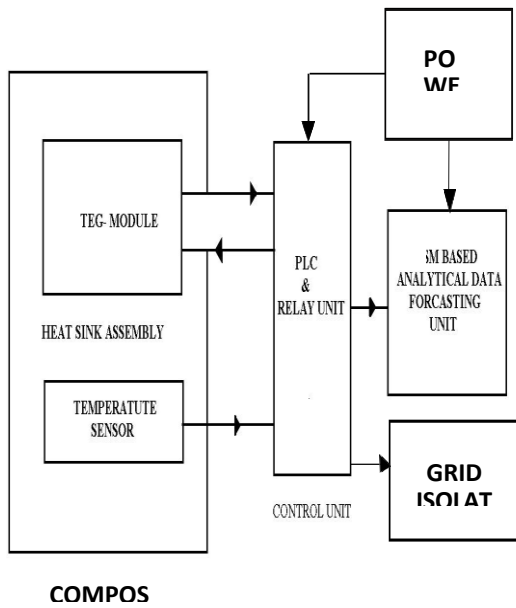 PO
WE
TEG- MODULE
HEAT SINK ASSEMBLY
TEMPERATUTE
SENSOR
PLC
&
RELAY UNIT
CONTROL UNIT
SM BASED
ANALYTICAL DATA
FORCASTING
UNIT
GRID
ISOLAT
COMPOS